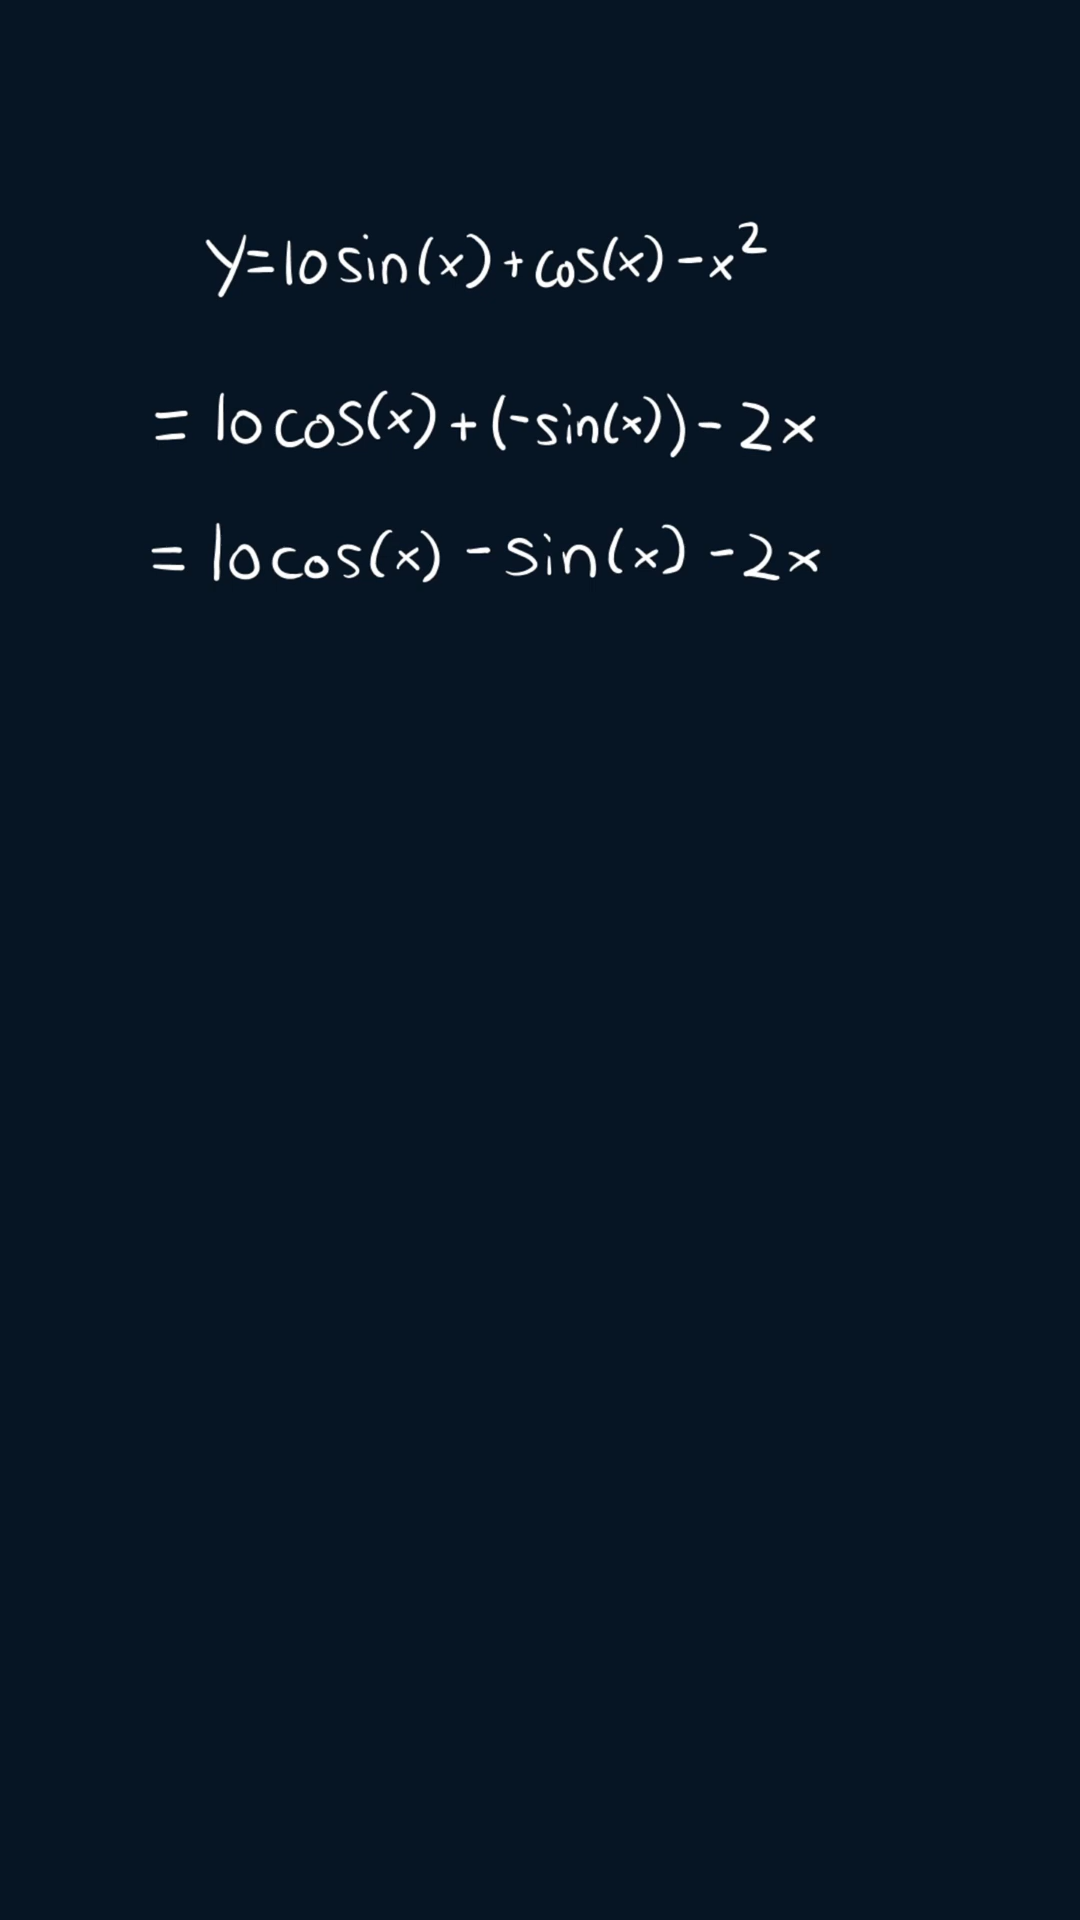 y=10sin(x)+cos(x)-x²
= 10cos(x)+(-sin(x))-2x
= 10cos(x)-sin(x)-2x